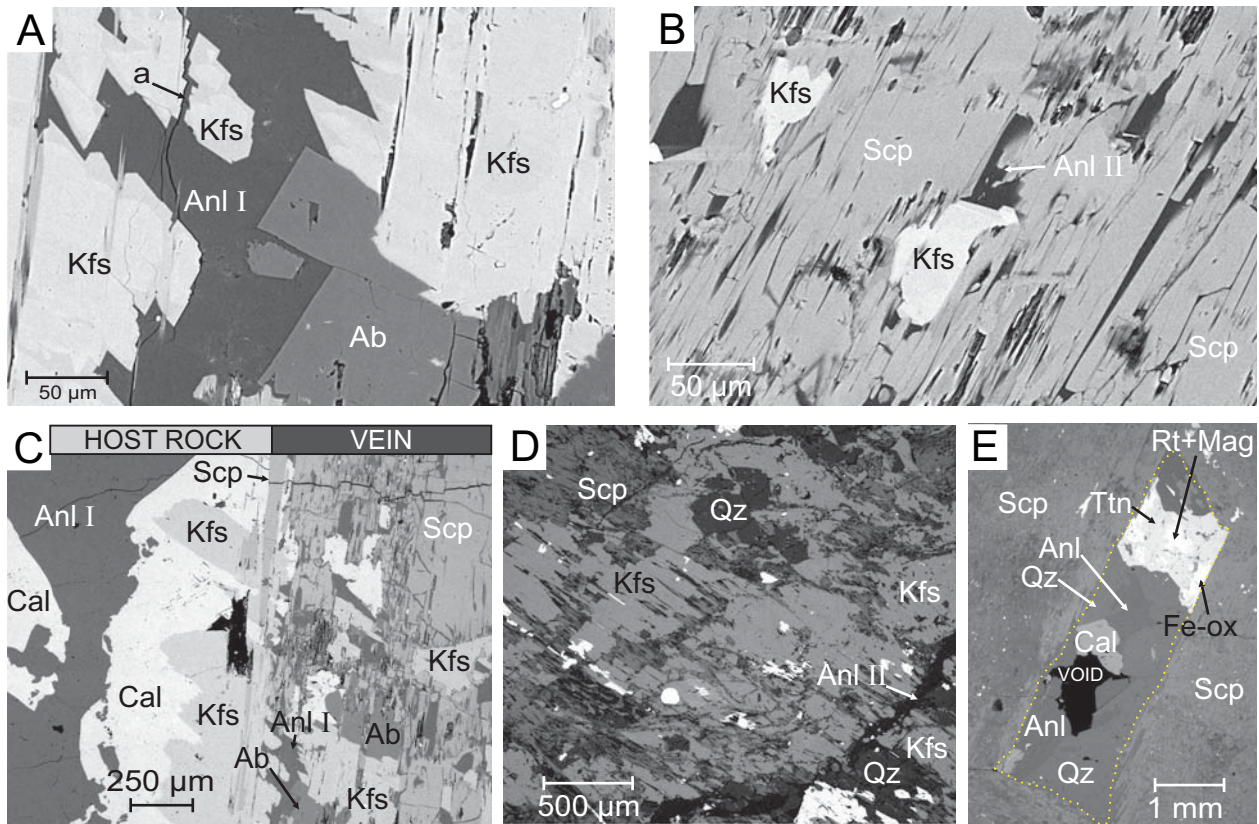 A
a
Kfs
Kfs
Anl I
Kfs
Ab
50 µm
B
Kfs
Scp
Anl II
Kfs
Scp
50 µm
C
HOST ROCK
VEIN
Scp
Anl I
Kfs
Scp
Cal
Cal
Kfs
Kfs
Anl I
Ab
Ab
Kfs
250 µm
D
Scp
Qz
Kfs
Kfs
Anl II
Kfs
Qz
500 µm
E
Rt+Mag
Scp
Ttn
Anl
Qz
Fe-ox
Cal
VOID
Scp
Anl
Qz
1 mm